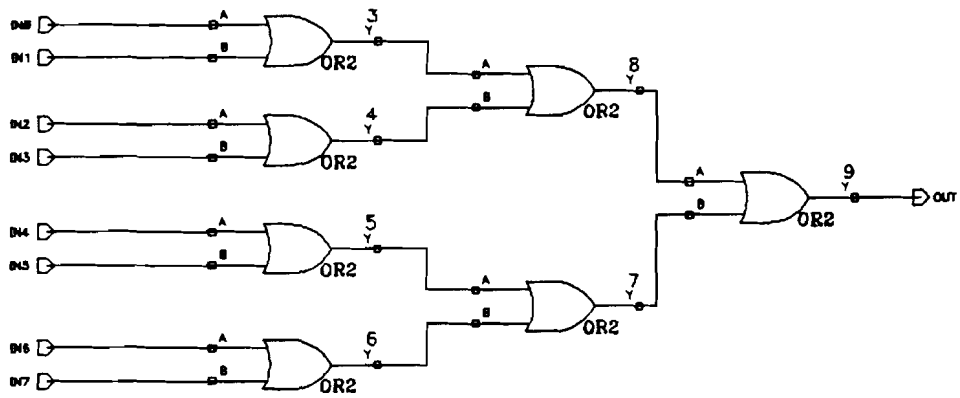 IN0 A 3
Y
IN1 B OR2
A 8
Y
B OR2
IN2 A 4
Y
IN3 B OR2
A 9
Y OUT
B OR2
IN4 A 5
Y
IN5 B OR2
A 7
Y
B OR2
IN6 A 6
Y
IN7 B OR2